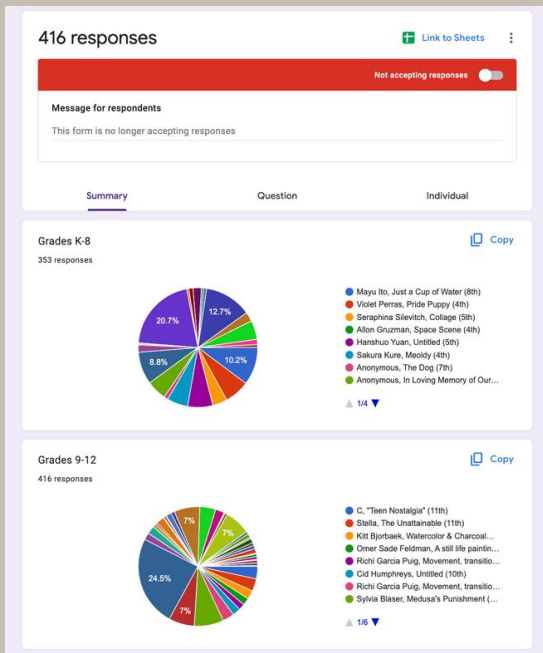 416 responses
Link to Sheets
Not accepting responses
Message for respondents
This form is no longer accepting responses
Summary Question Individual
Grades K-8
Copy
353 responses
20.7%
12.7%
10.2%
8.8%
Mayu Ito, Just a Cup of Water (8th)
Violet Perras, Pride Puppy (4th)
Seraphina Silevitch, Collage (5th)
Allon Gruzman, Space Scene (4th)
Hanshuo Yuan, Untitled (5th)
Sakura Kure, Meoldy (4th)
Anonymous, The Dog (7th)
Anonymous, In Loving Memory of Our...
1/4
Grades 9-12
Copy
416 responses
7%
7%
24.5%
7%
C, "Teen Nostalgia" (11th)
Stella, The Unattainable (11th)
Kitt Bjorbaek, Watercolor & Charcoal...
Omer Sade Feldman, A still life paintin...
Richi Garcia Puig, Movement, transitio...
Cid Humphreys, Untitled (10th)
Richi Garcia Puig, Movement, transitio...
Sylvia Blaser, Medusa's Punishment (...
1/6